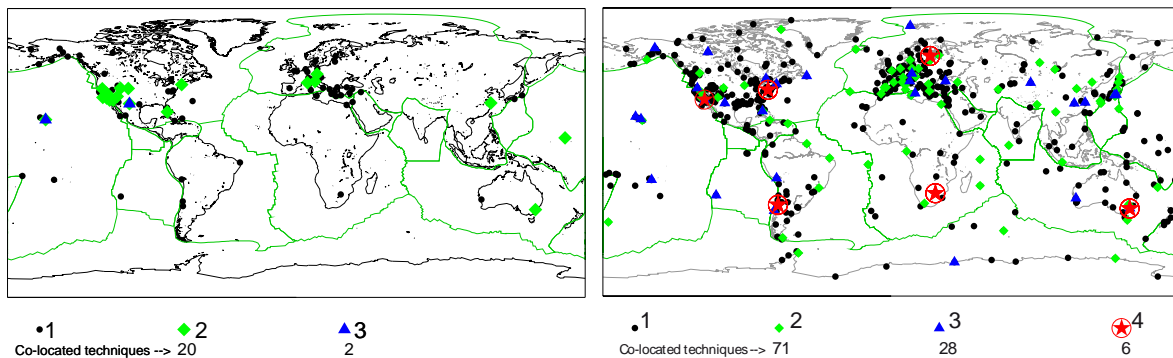 1 2 3
Co-located techniques --> 20 2
1 2 3 4
Co-located techniques --> 71 28 6